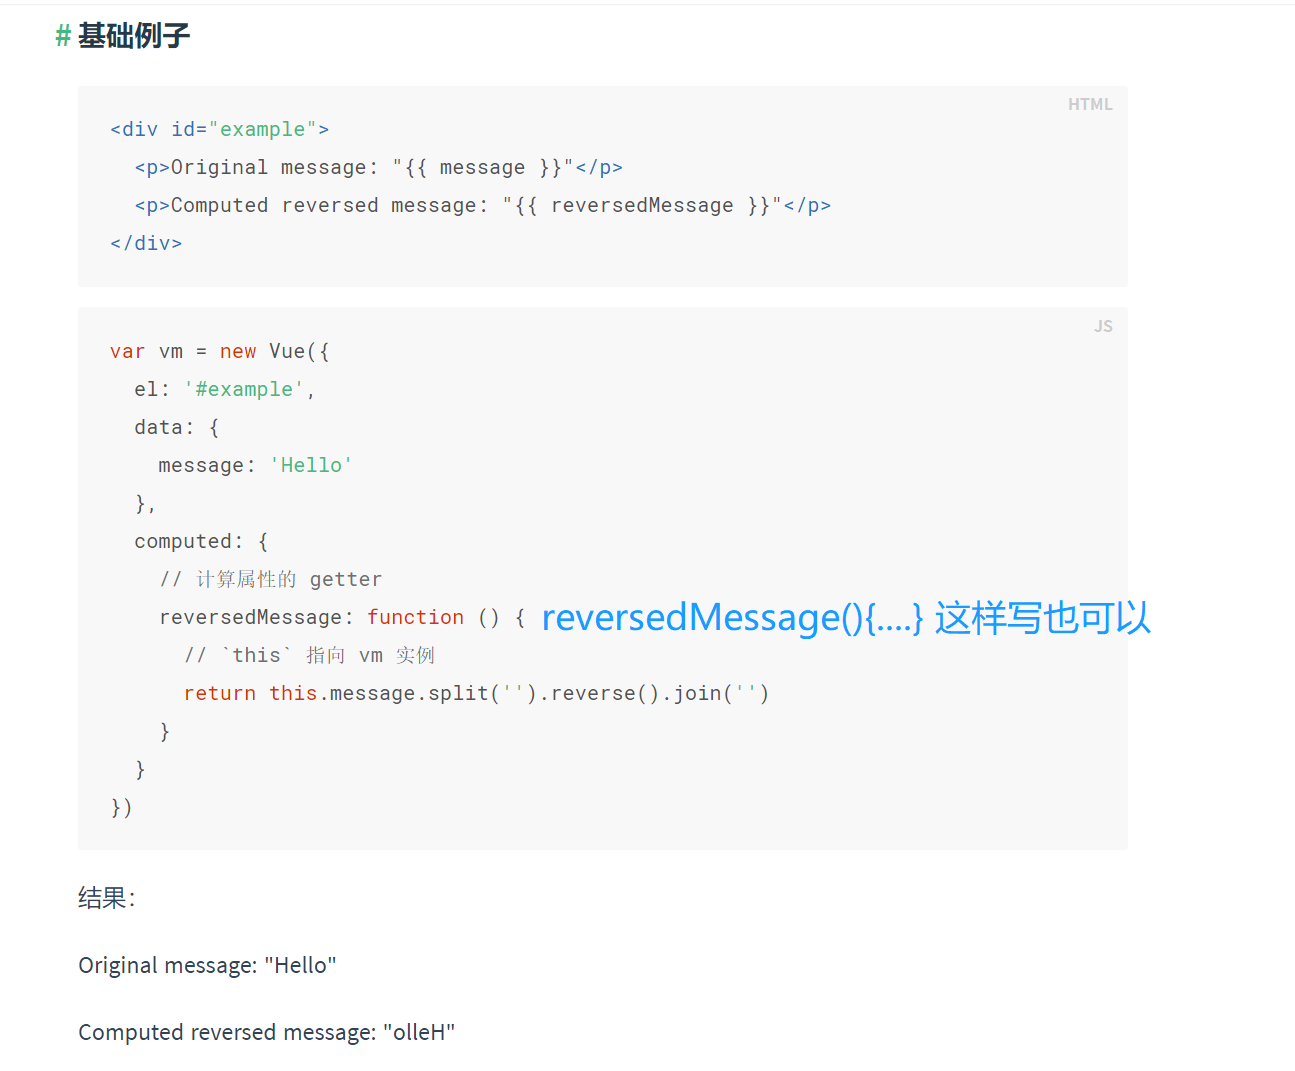 # 基础例子
HTML
<div id="example">
  <p>Original message: "{{ message }}"</p>
  <p>Computed reversed message: "{{ reversedMessage }}"</p>
</div>
JS
var vm = new Vue({
  el: '#example',
  data: {
    message: 'Hello'
  },
  computed: {
    // 计算属性的 getter
    reversedMessage: function () { reversedMessage(){....} 这样写也可以
      // `this` 指向 vm 实例
      return this.message.split('').reverse().join('')
    }
  }
})
结果：
Original message: "Hello"
Computed reversed message: "olleH"